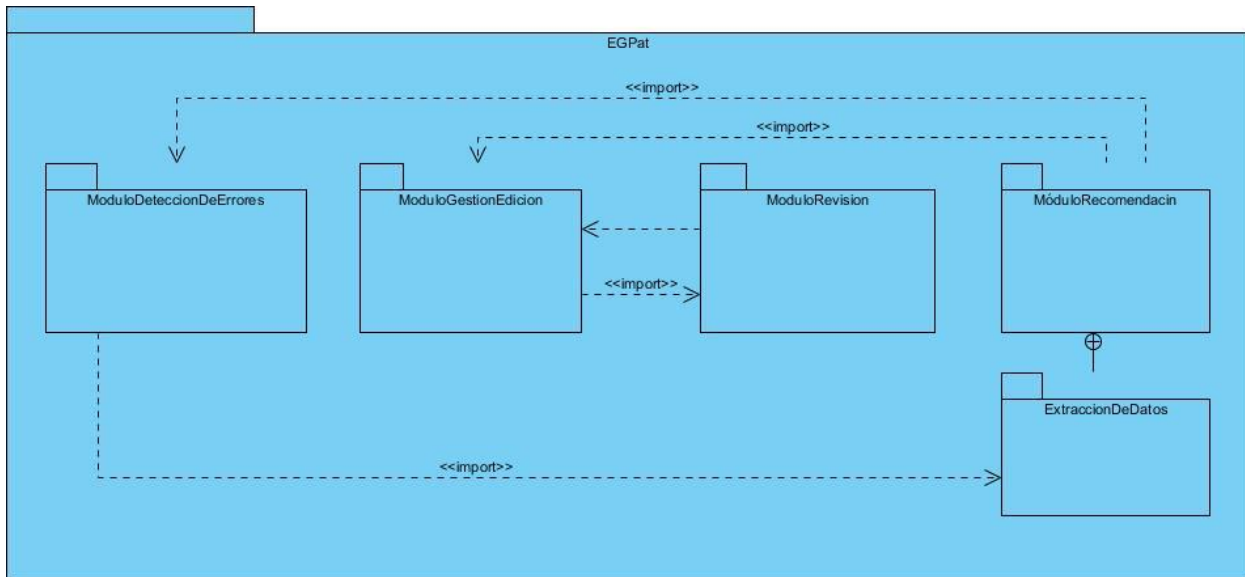 EGPat
<<import>>
<<import>>
ModuloDeteccionDeErrores
ModuloGestionEdicion
ModuloRevision
MóduloRecomendacin
<<import>>
ExtraccionDeDatos
<<import>>